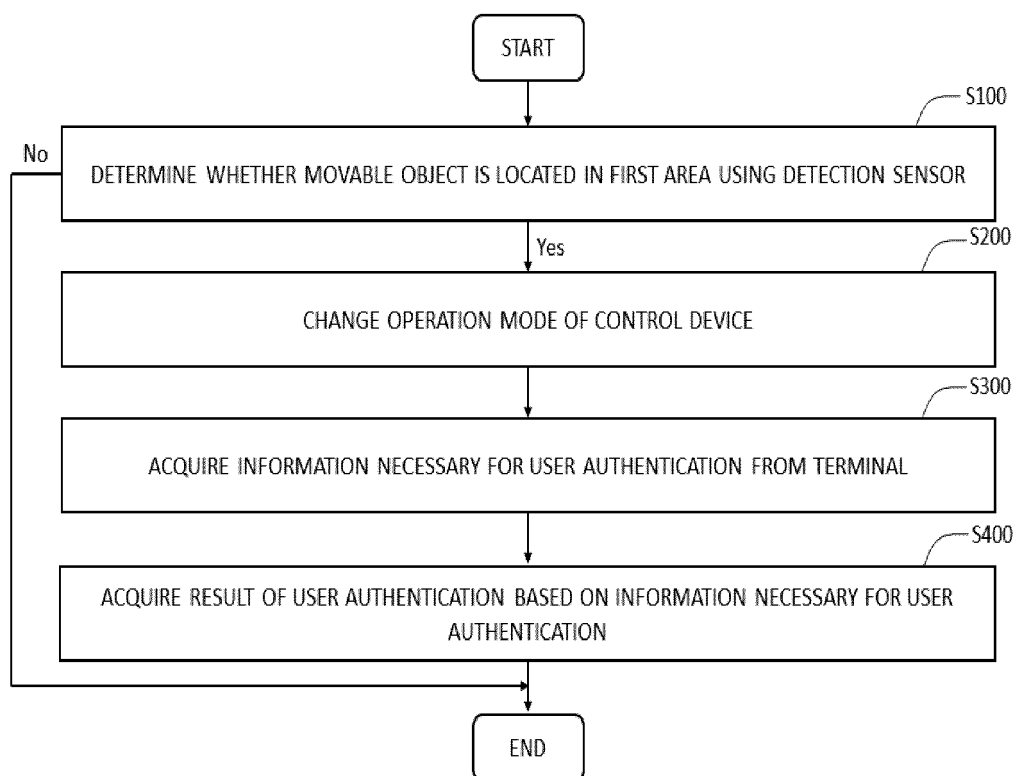 START
S100
No
DETERMINE WHETHER MOVABLE OBJECT IS LOCATED IN FIRST AREA USING DETECTION SENSOR
Yes
S200
CHANGE OPERATION MODE OF CONTROL DEVICE
S300
ACQUIRE INFORMATION NECESSARY FOR USER AUTHENTICATION FROM TERMINAL
S400
ACQUIRE RESULT OF USER AUTHENTICATION BASED ON INFORMATION NECESSARY FOR USER
AUTHENTICATION
END